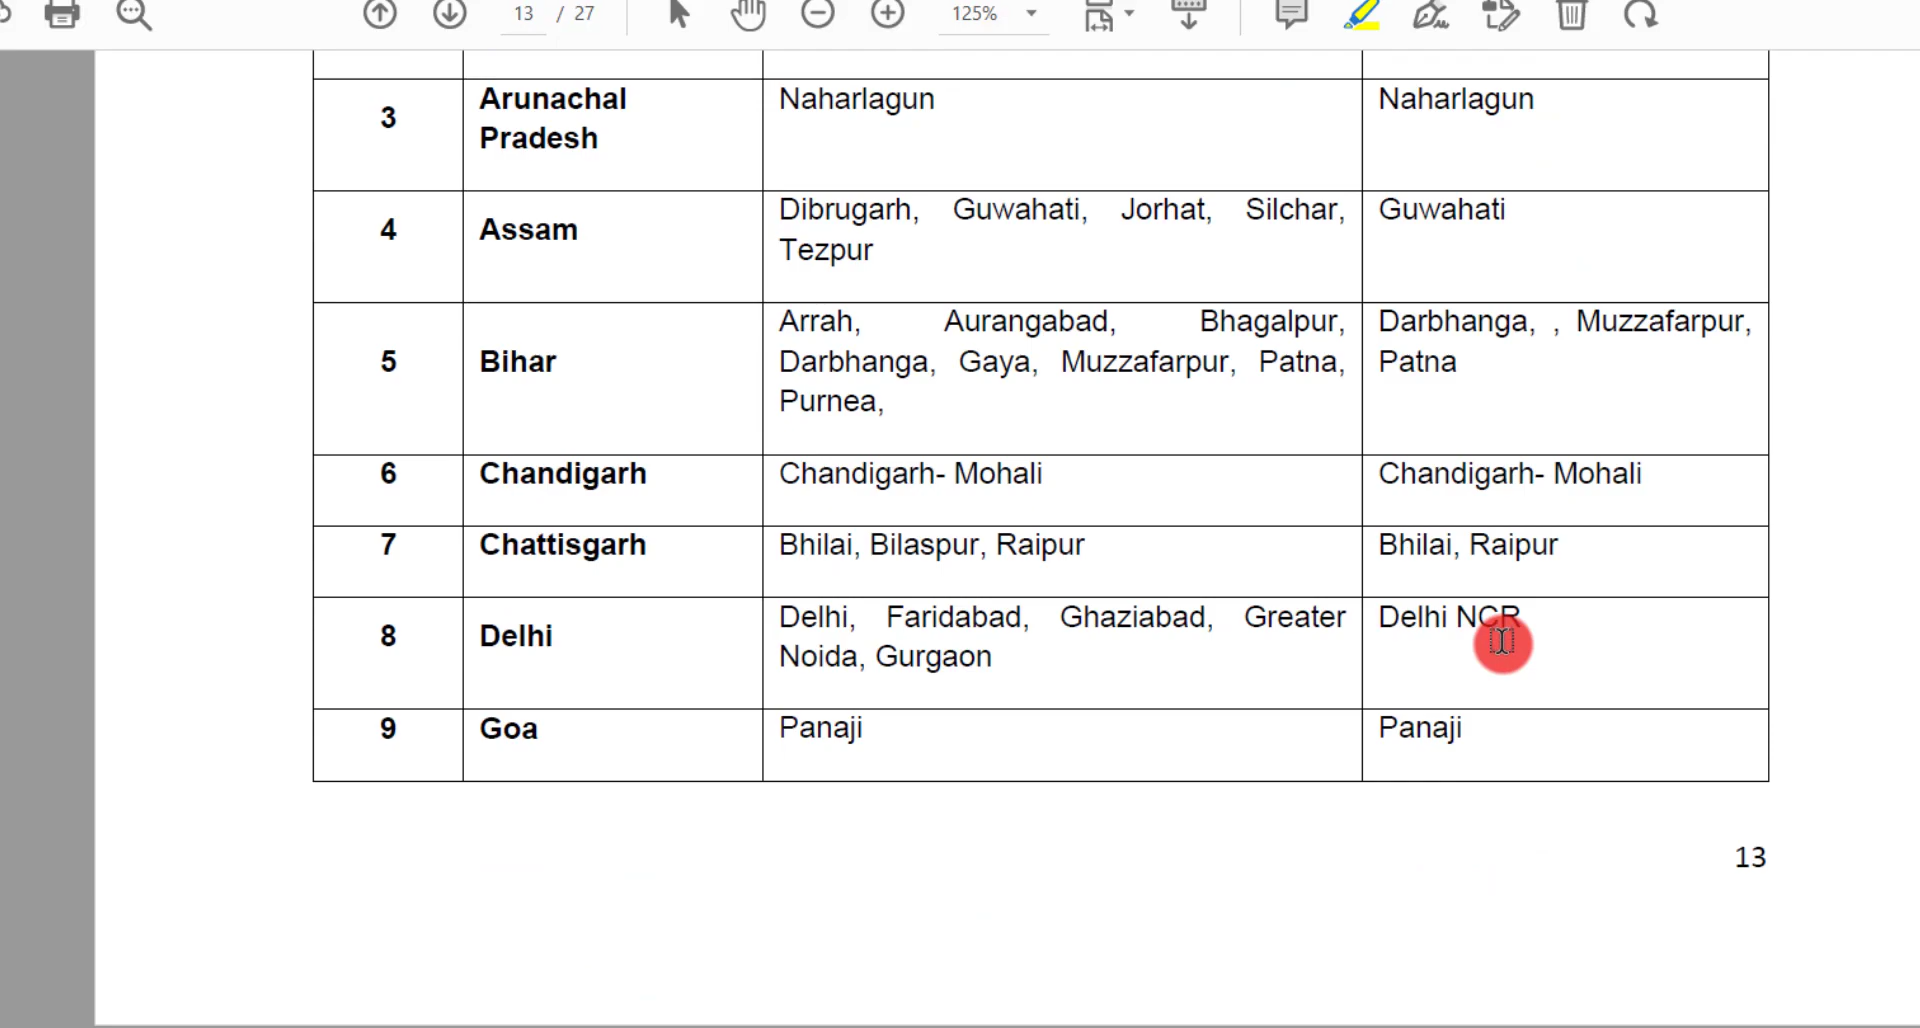 13 / 27 125%
3 Arunachal Pradesh Naharlagun Naharlagun
4 Assam Dibrugarh, Guwahati, Jorhat, Silchar, Guwahati
Tezpur
5 Bihar Arrah, Aurangabad, Bhagalpur, Darbhanga, , Muzzafarpur,
Darbhanga, Gaya, Muzzafarpur, Patna, Patna
Purnea,
6 Chandigarh Chandigarh- Mohali Chandigarh- Mohali
7 Chattisgarh Bhilai, Bilaspur, Raipur Bhilai, Raipur
8 Delhi Delhi, Faridabad, Ghaziabad, Greater Delhi NCR
Noida, Gurgaon
9 Goa Panaji Panaji
13